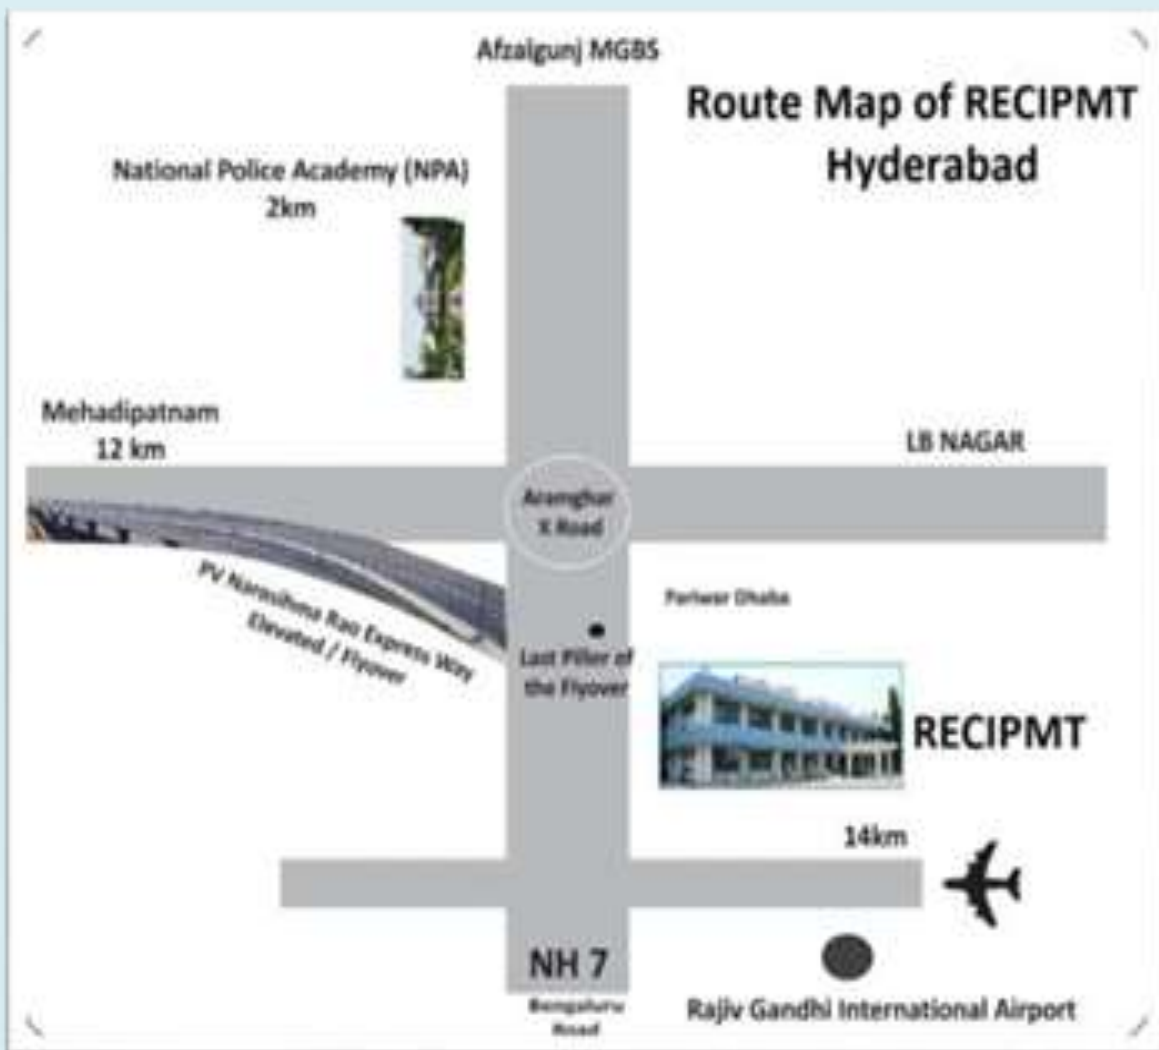 Afzalgunj MGBS
Route Map of RECIPMT
Hyderabad
National Police Academy (NPA)
2km
Mehadipatnam
12 km
LB NAGAR
Aramghar
X Road
PV Narasihma Rao Express Way
Elevated / Flyover
Pariwar Dhaba
Last Piller of
the Flyover
RECIPMT
14km
NH 7
Bengaluru
Road
Rajiv Gandhi International Airport